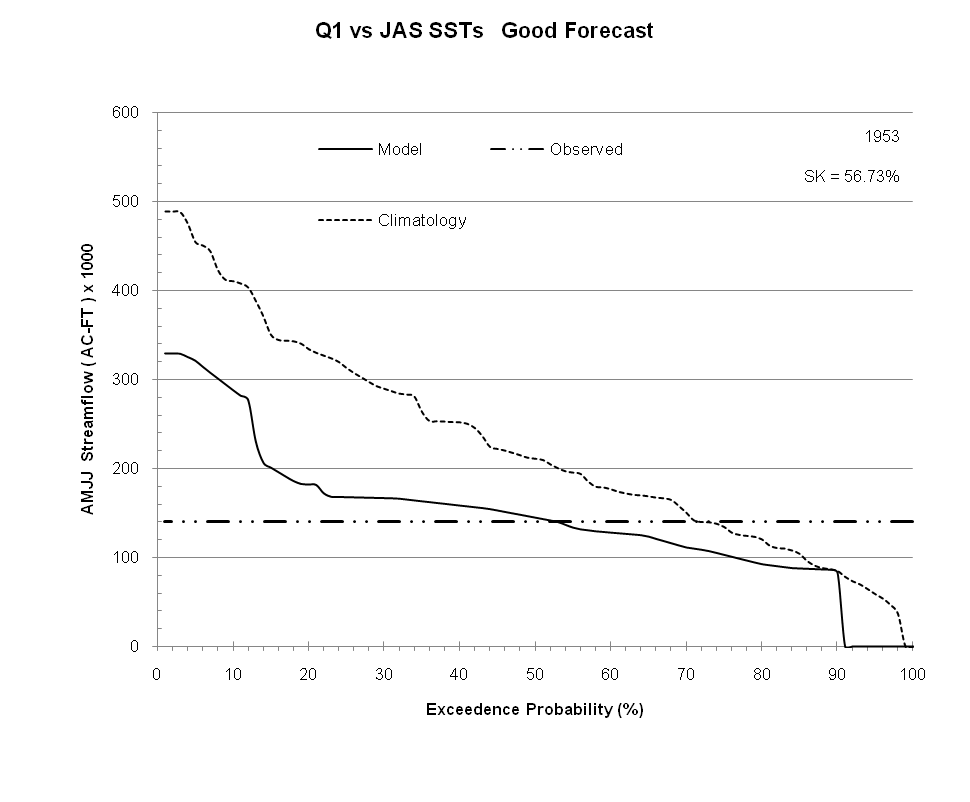 Q1 vs JAS SSTs Good Forecast
600
500
400
300
200
100
0
AMJJ Streamflow ( AC-FT ) x 1000
Model
Observed
Climatology
1953
SK = 56.73%
0 10 20 30 40 50 60 70 80 90 100
Exceedence Probability (%)